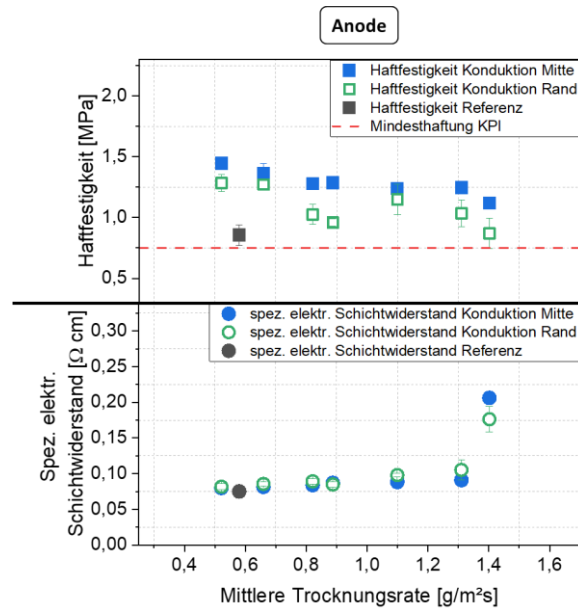 Anode
Haftfestigkeit [MPa]
2,0
1,5
1,0
0,5
Haftfestigkeit Konduktion Mitte
Haftfestigkeit Konduktion Rand
Haftfestigkeit Referenz
Mindesthaftung KPI
Spez. elektr.
Schichtwiderstand [Ω cm]
0,30
0,25
0,20
0,15
0,10
0,05
0,00
spez. elektr. Schichtwiderstand Konduktion Mitte
spez. elektr. Schichtwiderstand Konduktion Rand
spez. elektr. Schichtwiderstand Referenz
0,4 0,6 0,8 1,0 1,2 1,4 1,6
Mittlere Trocknungsrate [g/m²s]